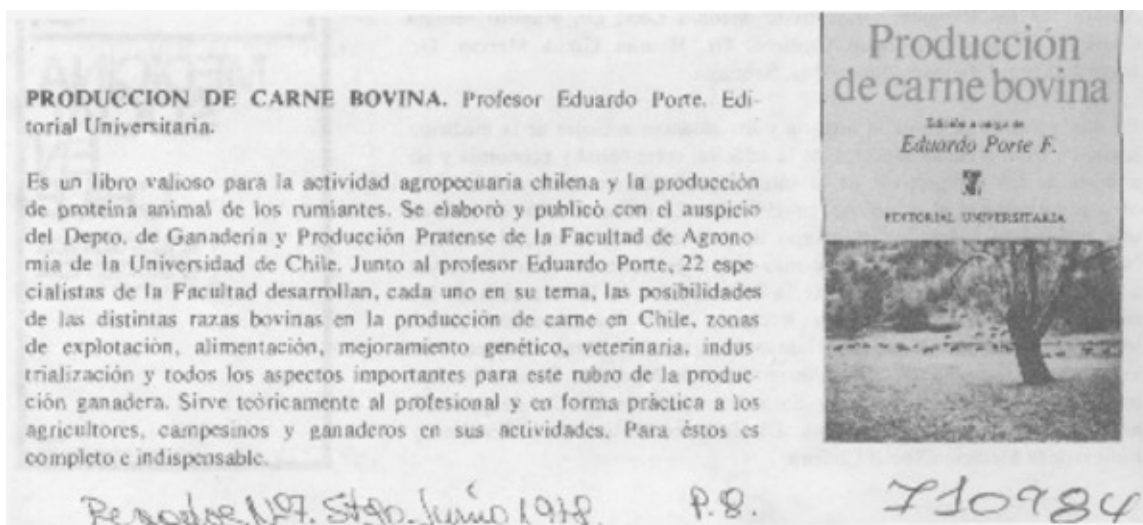 PRODUCCION DE CARNE BOVINA. Profesor Eduardo Porte. Edi-
torial Universitaria.
Es un libro valioso para la actividad agropecuaria chilena y la producción
de proteina animal de los rumiantes. Se elaboró y publicó con el auspicio
del Depto. de Ganadería y Producción Pratense de la Facultad de Agrono-
mía de la Universidad de Chile. Junto al profesor Eduardo Porte, 22 espe
cialistas de la Facultad desarrollan, cada uno en su tema, las posibilidades
de las distintas razas bovinas en la producción de carne en Chile, zonas
de explotación, alimentación, mejoramiento genético, veterinaria, indus
trialización y todos los aspectos importantes para este rubro de la produc-
ción ganadera. Sirve teóricamente al profesional y en forma práctica a los
agricultores, campesinos y ganaderos en sus actividades. Para éstos es
completo e indispensable.
Producción
de carne bovina
Edición a cargo de
Eduardo Porte F.
EDITORIAL UNIVERSITARIA
Nº7. Stgo. Junio 1978. P.8. 710984